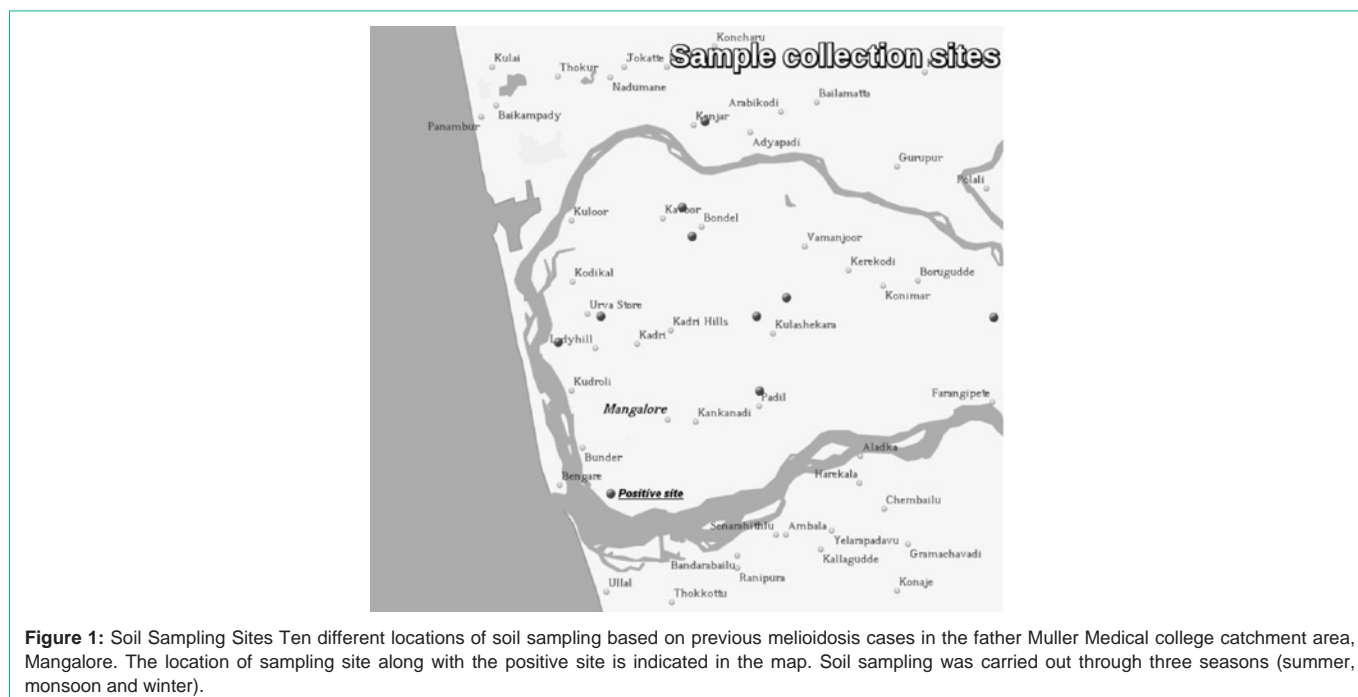 Koncharu
Sample collection sites
Kulai
Thokur
Jokatte
Nadumane
Bailamatta
Arabikodi
Baikampady
Panambur
Kenjar
Adyapadi
Gurupur
Polali
Kuloor
Kavoor
Bondel
Vamanjoor
Kerekodi
Borugudde
Konimar
Kodikal
Urva Store
Kadri Hills
Kulashekara
Ladyhill
Kadri
Kudroli
Padil
Farangipete
Mangalore
Kankanadi
Bunder
Aladka
Bengare
Harekala
Positive site
Chembailu
Ambala
Yelampadavu
Kallagudde
Gramachavadi
Bandarabailu
Ranipura
Ullal
Konaje
Thokkottu
Figure 1: Soil Sampling Sites Ten different locations of soil sampling based on previous melioidosis cases in the father Muller Medical college catchment area,
Mangalore. The location of sampling site along with the positive site is indicated in the map. Soil sampling was carried out through three seasons (summer,
monsoon and winter).